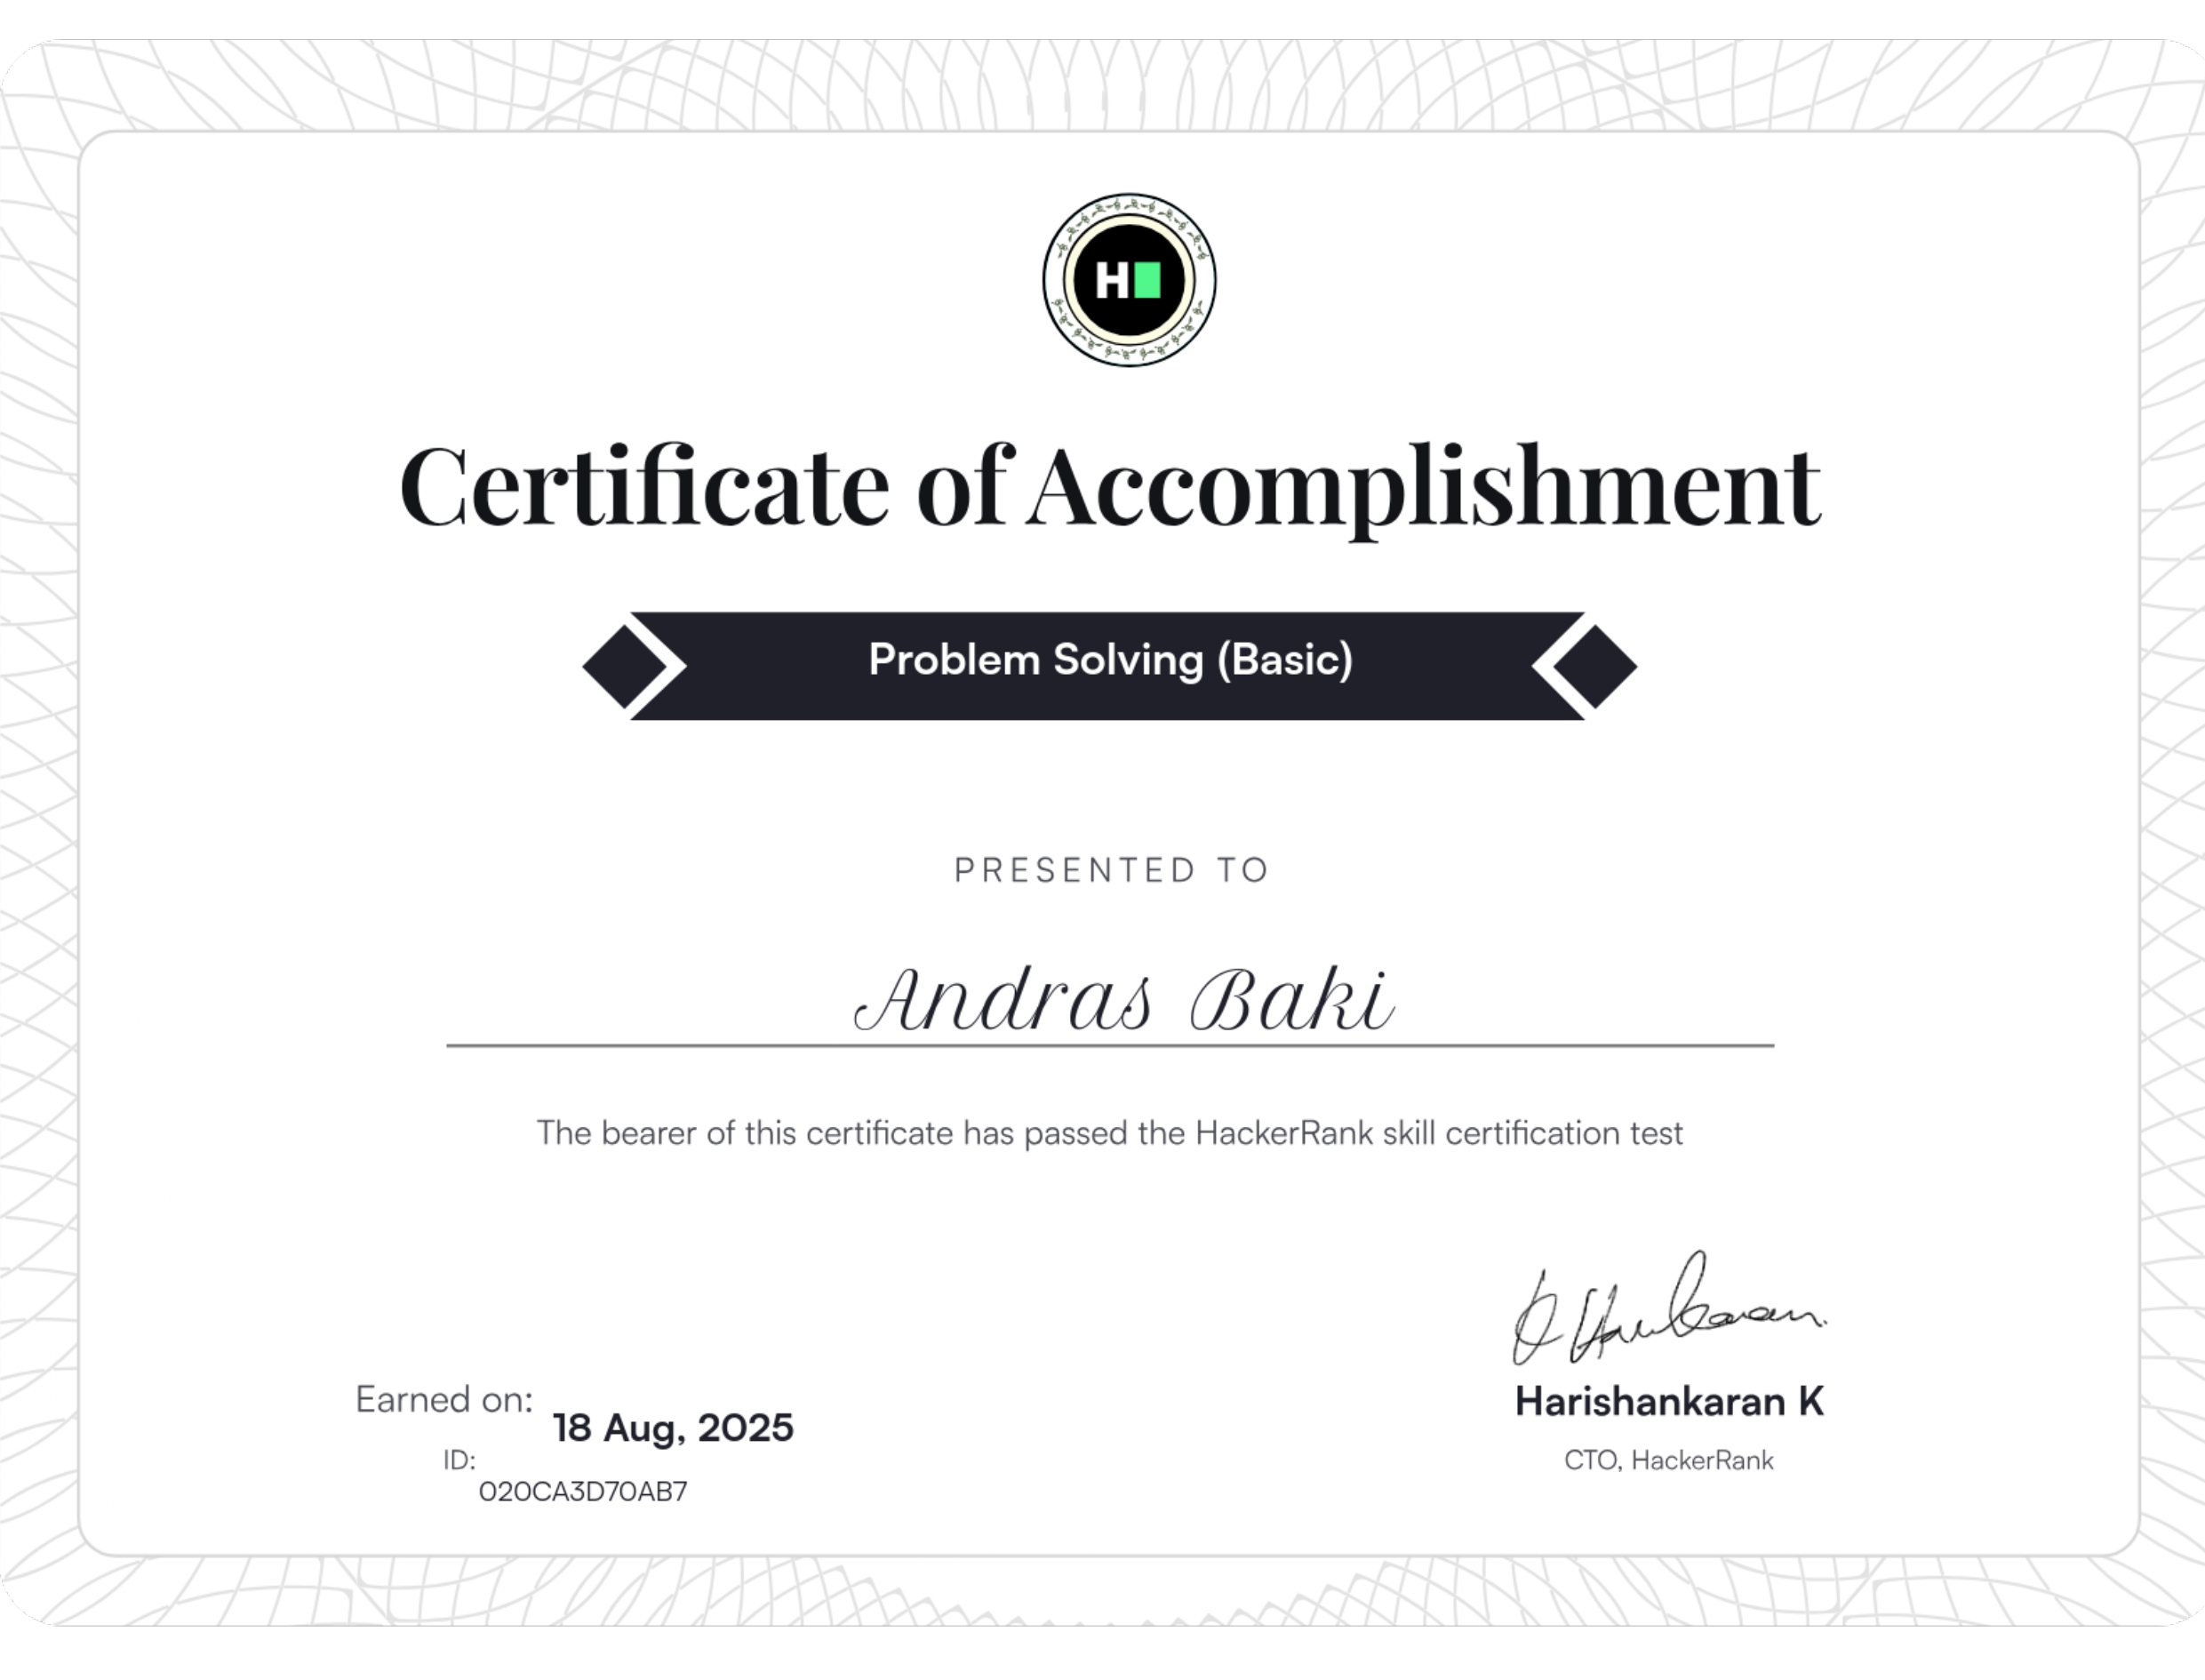 H
Certificate of Accomplishment
Problem Solving (Basic)
PRESENTED TO
Andras Baki
The bearer of this certificate has passed the HackerRank skill certification test
Earned on: 18 Aug, 2025
ID: 020CA3D70AB7
Harishankaran K
CTO, HackerRank